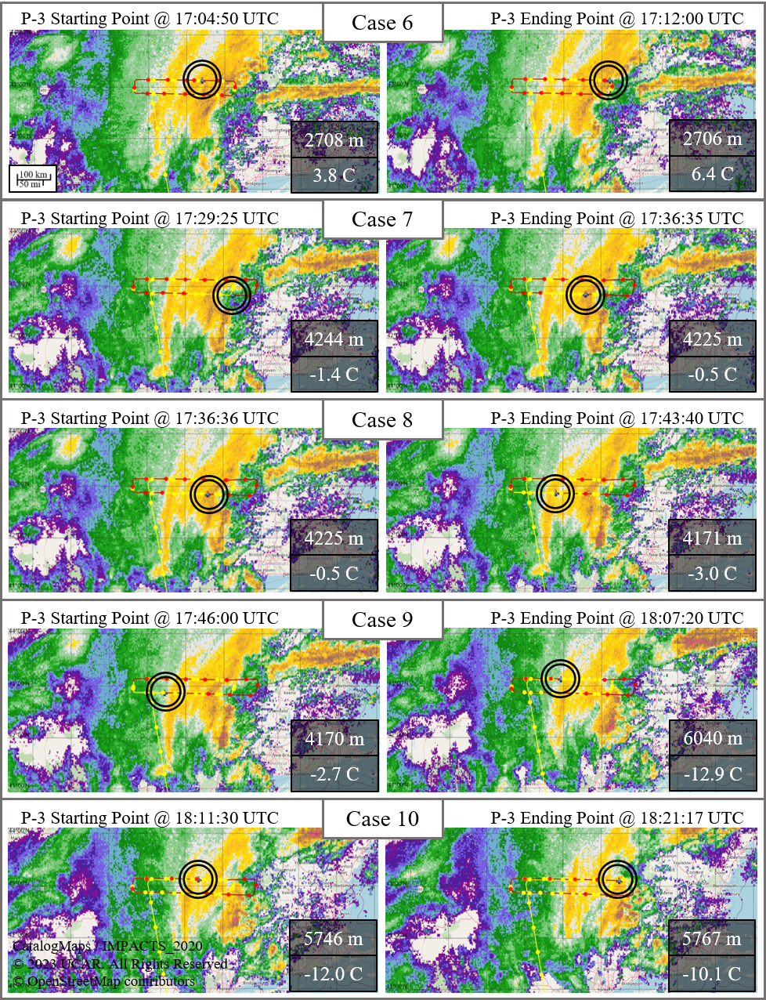 P-3 Starting Point @ 17:04:50 UTC
Case 6
P-3 Ending Point @ 17:12:00 UTC
2708 m
3.8 C
100 km
50 mi
2706 m
6.4 C
P-3 Starting Point @ 17:29:25 UTC
Case 7
P-3 Ending Point @ 17:36:35 UTC
4244 m
-1.4 C
4225 m
-0.5 C
P-3 Starting Point @ 17:36:36 UTC
Case 8
P-3 Ending Point @ 17:43:40 UTC
4225 m
-0.5 C
4171 m
-3.0 C
P-3 Starting Point @ 17:46:00 UTC
Case 9
P-3 Ending Point @ 18:07:20 UTC
4170 m
-2.7 C
6040 m
-12.9 C
P-3 Starting Point @ 18:11:30 UTC
Case 10
P-3 Ending Point @ 18:21:17 UTC
5746 m
-12.0 C
5767 m
-10.1 C
CatalogMaps / IMPACTS_2020
© 2023 UCAR. All Rights Reserved
© OpenStreetMap contributors